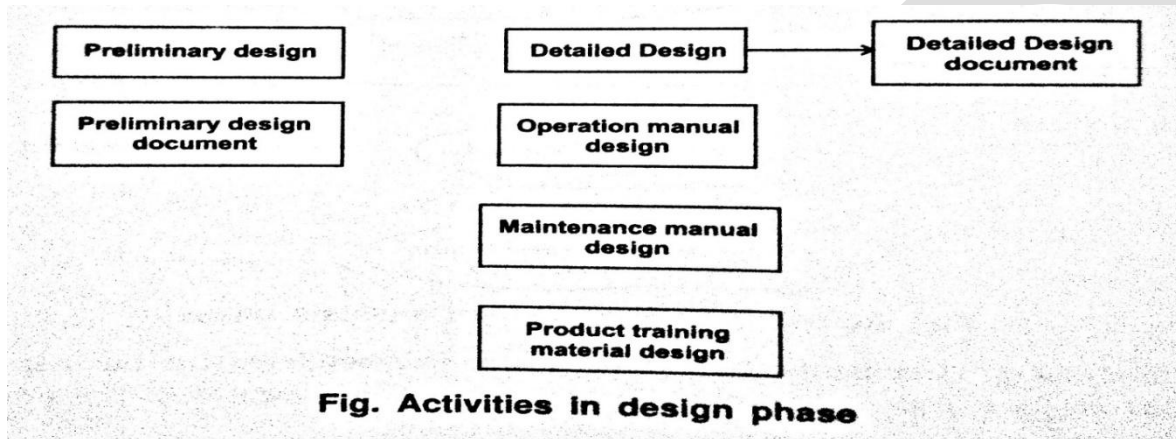 Preliminary design
Preliminary design
document
Detailed Design
Operation manual
design
Maintenance manual
design
Product training
material design
Detailed Design
document
Fig. Activities in design phase